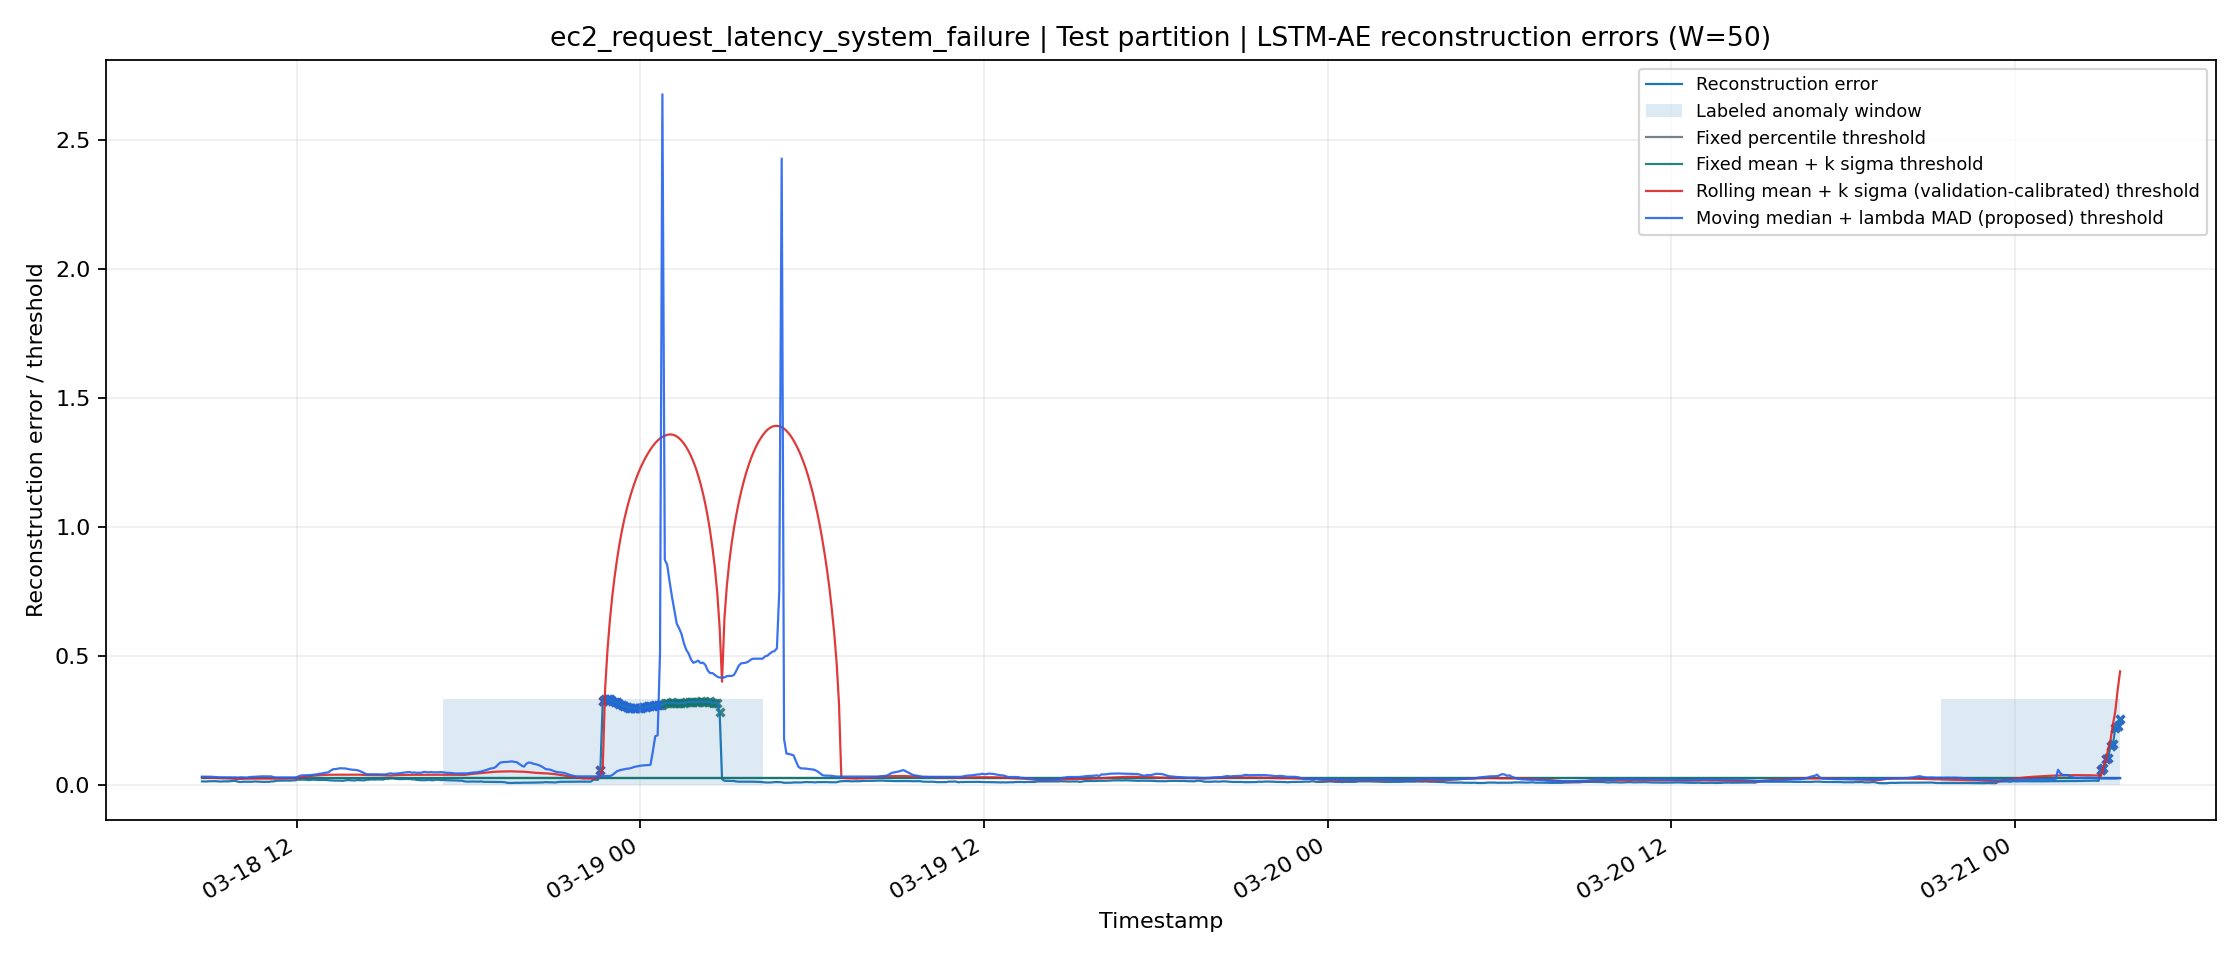 ec2_request_latency_system_failure | Test partition | LSTM-AE reconstruction errors (W=50)
Reconstruction error
Labeled anomaly window
Fixed percentile threshold
Fixed mean + k sigma threshold
Rolling mean + k sigma (validation-calibrated) threshold
Moving median + lambda MAD (proposed) threshold
Reconstruction error / threshold
2.5
2.0
1.5
1.0
0.5
0.0
03-18 12
03-19 00
03-19 12
03-20 00
03-20 12
03-21 00
Timestamp